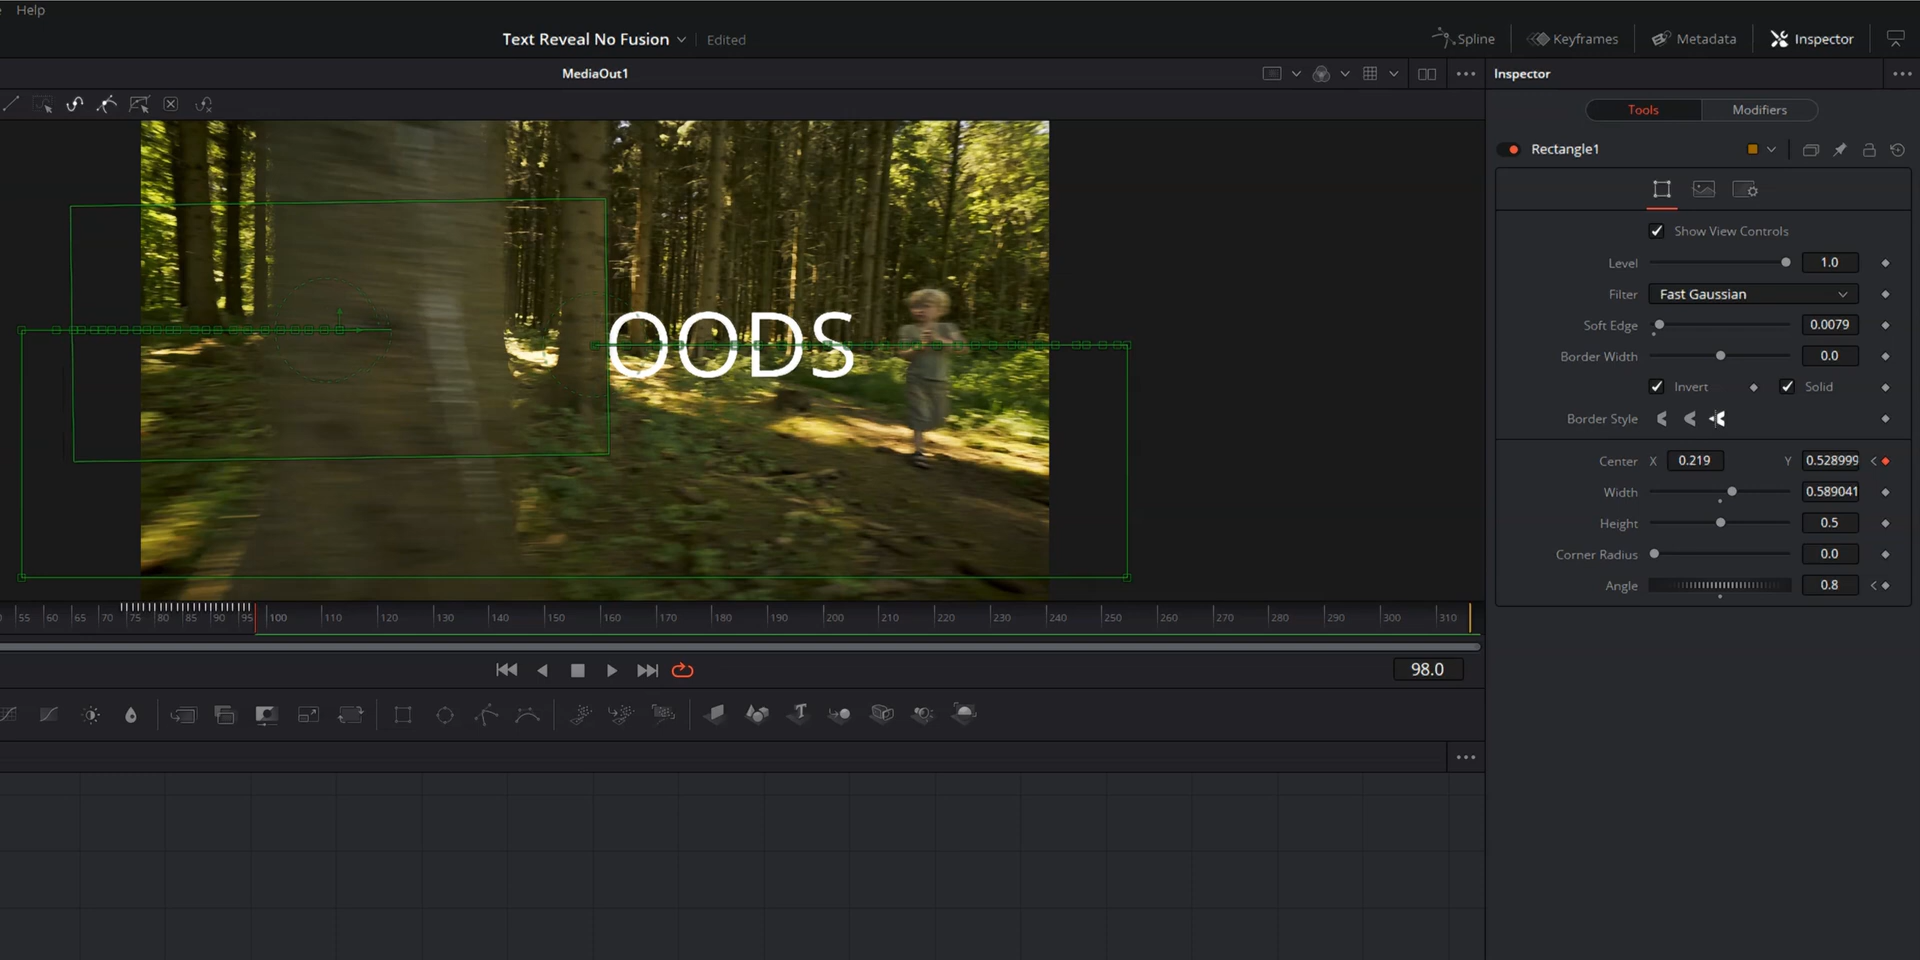 Help
Text Reveal No Fusion
Edited
Spline
Keyframes
Metadata
Inspector
MediaOut1
Inspector
Tools
Modifiers
Rectangle1
Show View Controls
Level 1.0
Filter Fast Gaussian
Soft Edge 0.0079
Border Width 0.0
Invert Solid
Border Style
Center X 0.219 Y 0.528999
Width 0.589041
Height 0.5
Corner Radius 0.0
Angle 0.8
OODS
55 60 65 70 75 80 85 90 95 100 110 120 130 140 150 160 170 180 190 200 210 220 230 240 250 260 270 280 290 300 310
98.0